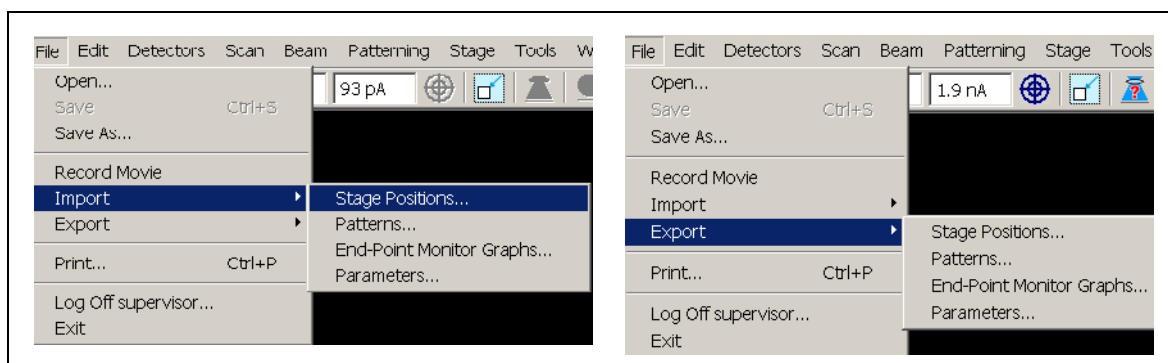 File Edit Detectors Scan Beam Patterning Stage Tools
93 pA
Open...
Save Ctrl+S
Save As...
Record Movie
Import
Export
Print... Ctrl+P
Log Off supervisor...
Exit
Stage Positions...
Patterns...
End-Point Monitor Graphs...
Parameters...
File Edit Detectors Scan Beam Patterning Stage Tools
1.9 nA
?
Open...
Save Ctrl+S
Save As...
Record Movie
Import
Export
Print... Ctrl+P
Log Off supervisor...
Exit
Stage Positions...
Patterns...
End-Point Monitor Graphs...
Parameters...